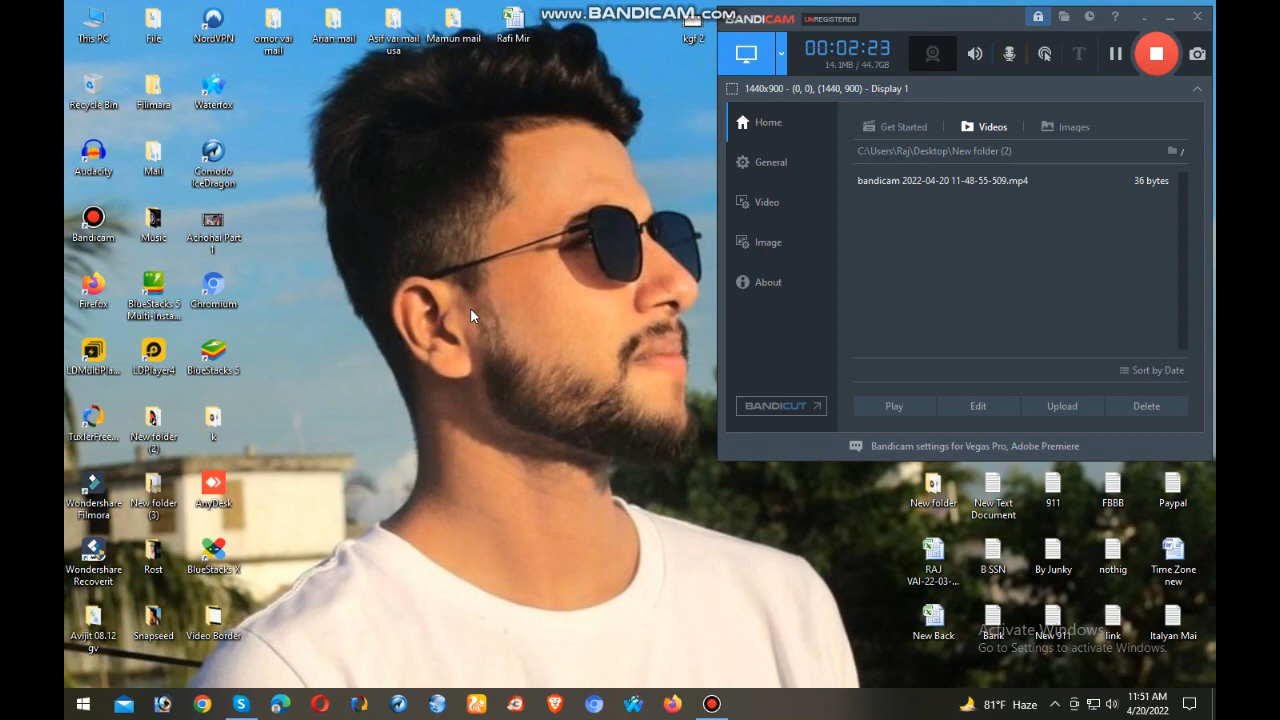 www.BANDICAM.com
This PC
File
NordVPN
omor vai mail
Arian mail
Asif vai mail usa
Mamun mail
Rafi Mir
kgf 2
Recycle Bin
Filimara
Waterfox
Audacity
Mail
Comodo IceDragon
Bandicam
Music
Achohai Part 1
Firefox
BlueStacks 5 Multi-Insta...
Chromium
LDMultiPla...
LDPlayer4
BlueStacks 5
TuxlerFree...
New folder (2)
k
Wondershare Filmora
New folder (3)
AnyDesk
Wondershare Recoverit
Rost
BlueStacks X
Avijit 08.12 gv
Snapseed
Video Border
BANDICAM UNREGISTERED
00:02:23
14.1MB / 44.7GB
1440x900 - (0, 0), (1440, 900) - Display 1
Home
General
Video
Image
About
BANDICUT
Get Started
Videos
Images
C:\Users\Raj\Desktop\New folder (2)
/
bandicam 2022-04-20 11-48-55-509.mp4
36 bytes
Sort by Date
Play
Edit
Upload
Delete
Bandicam settings for Vegas Pro, Adobe Premiere
New folder
New Text Document
911
FBBB
Paypal
RAJ VAI-22-03-...
B SSN
By Junky
nothig
Time Zone new
New Back
Bank
New 911
link
Italyan Mai
Activate Windows
Go to Settings to activate Windows.
81°F Haze
11:51 AM
4/20/2022